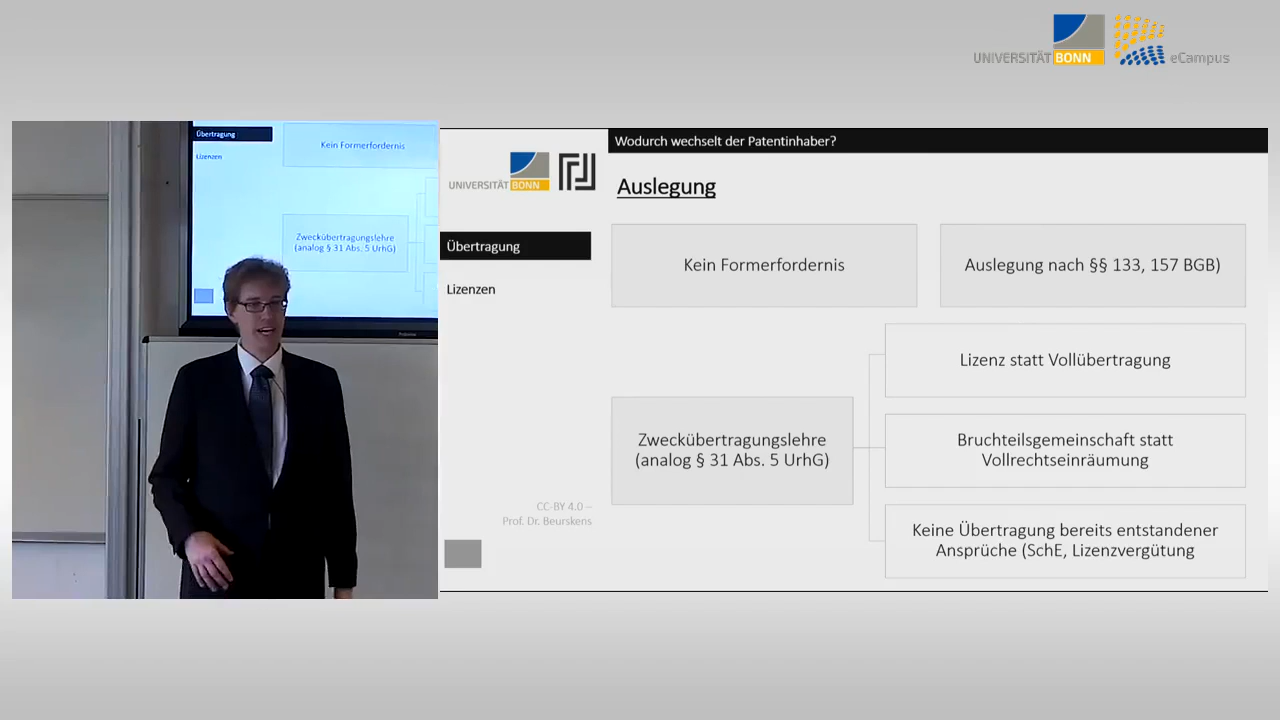 UNIVERSITÄT BONN
eCampus
Übertragung
Lizenzen
Kein Formerfordernis
Zweckübertragungslehre
(analog § 31 Abs. 5 UrhG)
Wodurch wechselt der Patentinhaber?
UNIVERSITÄT BONN
Auslegung
Übertragung
Lizenzen
Kein Formerfordernis
Auslegung nach §§ 133, 157 BGB)
Zweckübertragungslehre
(analog § 31 Abs. 5 UrhG)
Lizenz statt Vollübertragung
Bruchteilsgemeinschaft statt
Vollrechtseinräumung
Keine Übertragung bereits entstandener
Ansprüche (SchE, Lizenzvergütung
CC-BY 4.0 –
Prof. Dr. Beurskens